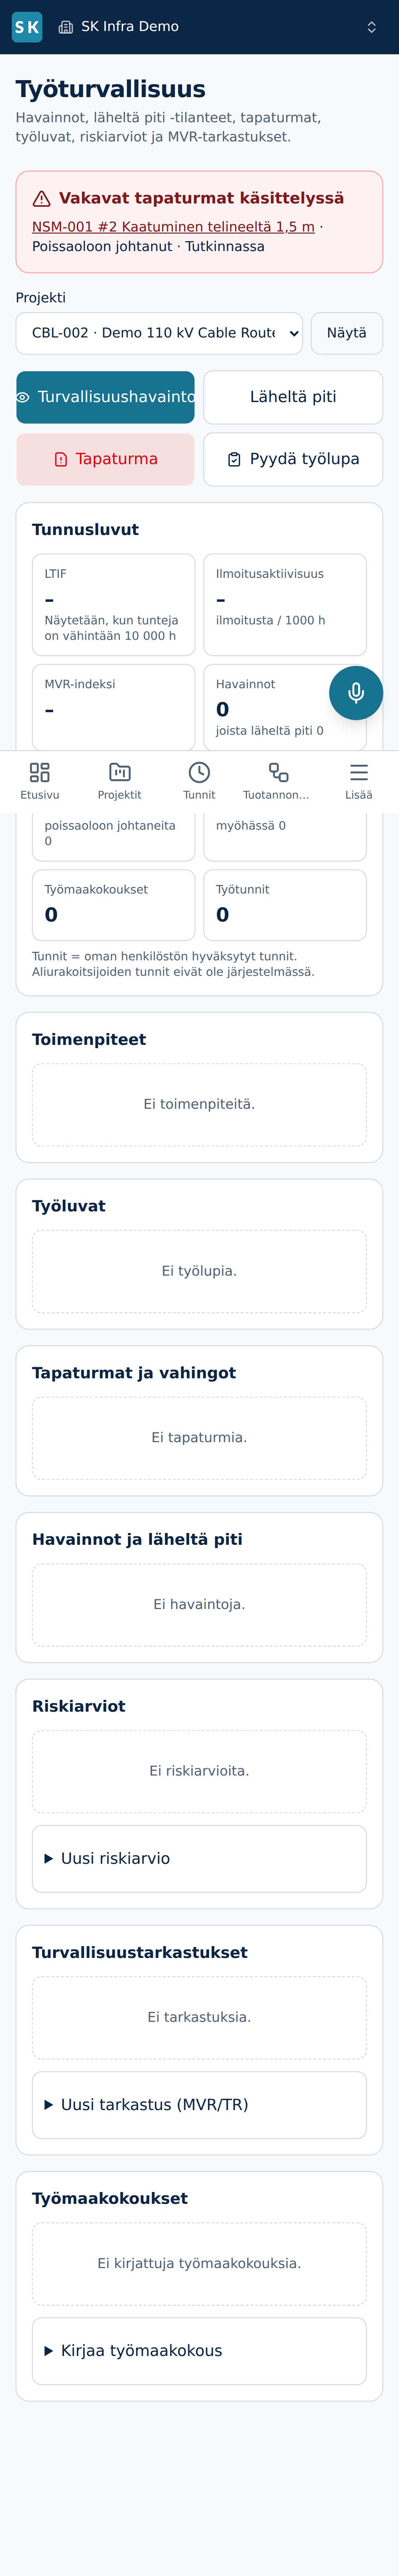 SK
SK Infra Demo
Työturvallisuus
Havainnot, läheltä piti -tilanteet, tapaturmat,
työluvat, riskiarviot ja MVR-tarkastukset.
Vakavat tapaturmat käsittelyssä
NSM-001 #2 Kaatuminen telineeltä 1,5 m ·
Poissaoloon johtanut · Tutkinnassa
Projekti
CBL-002 · Demo 110 kV Cable Route
Näytä
Turvallisuushavainto
Läheltä piti
Tapaturma
Pyydä työlupa
Tunnusluvut
LTIF
–
Näytetään, kun tunteja
on vähintään 10 000 h
Ilmoitusaktiivisuus
–
ilmoitusta / 1000 h
MVR-indeksi
–
Havainnot
0
joista läheltä piti 0
Etusivu
Projektit
Tunnit
Tuotannon...
Lisää
poissaoloon johtaneita
0
myöhässä 0
Työmaakokoukset
0
Työtunnit
0
Tunnit = oman henkilöstön hyväksytyt tunnit.
Aliurakoitsijoiden tunnit eivät ole järjestelmässä.
Toimenpiteet
Ei toimenpiteitä.
Työluvat
Ei työlupia.
Tapaturmat ja vahingot
Ei tapaturmia.
Havainnot ja läheltä piti
Ei havaintoja.
Riskiarviot
Ei riskiarvioita.
Uusi riskiarvio
Turvallisuustarkastukset
Ei tarkastuksia.
Uusi tarkastus (MVR/TR)
Työmaakokoukset
Ei kirjattuja työmaakokouksia.
Kirjaa työmaakokous